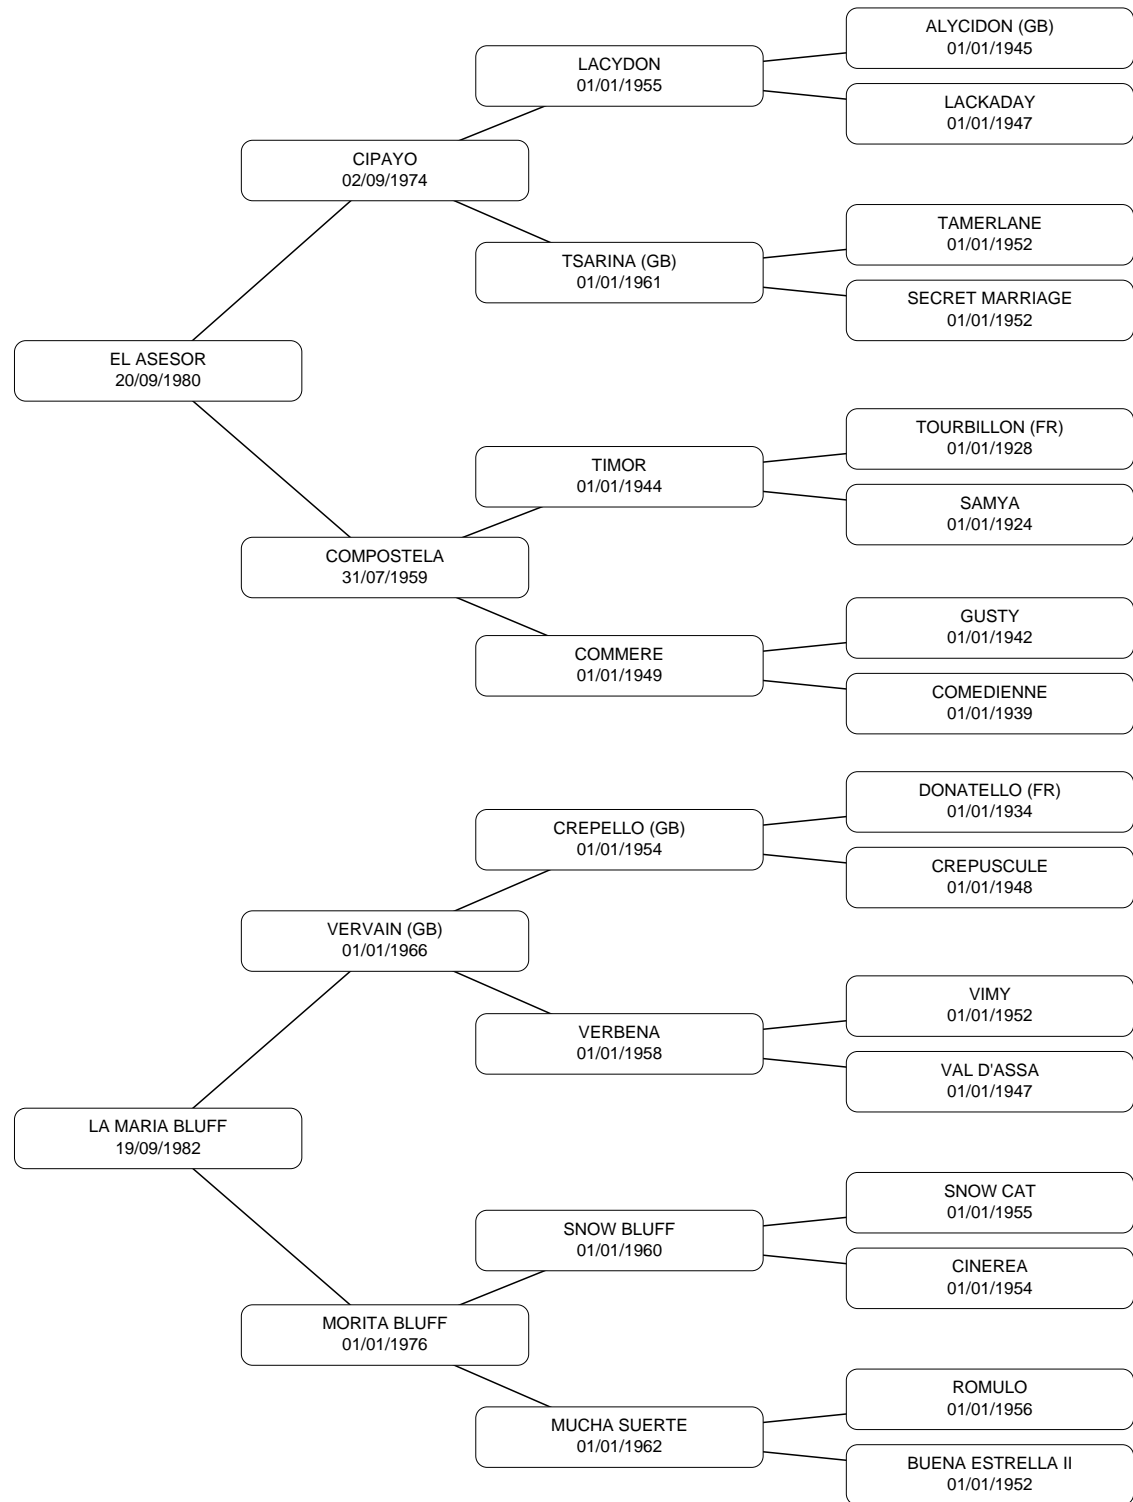 ALYCIDON (GB)
01/01/1945
LACYDON
01/01/1955
LACKADAY
01/01/1947
CIPAYO
02/09/1974
TAMERLANE
01/01/1952
TSARINA (GB)
01/01/1961
SECRET MARRIAGE
01/01/1952
EL ASESOR
20/09/1980
TOURBILLON (FR)
01/01/1928
TIMOR
01/01/1944
SAMYA
01/01/1924
COMPOSTELA
31/07/1959
GUSTY
01/01/1942
COMMERE
01/01/1949
COMEDIENNE
01/01/1939
DONATELLO (FR)
01/01/1934
CREPELLO (GB)
01/01/1954
CREPUSCULE
01/01/1948
VERVAIN (GB)
01/01/1966
VIMY
01/01/1952
VERBENA
01/01/1958
VAL D'ASSA
01/01/1947
LA MARIA BLUFF
19/09/1982
SNOW CAT
01/01/1955
SNOW BLUFF
01/01/1960
CINEREA
01/01/1954
MORITA BLUFF
01/01/1976
ROMULO
01/01/1956
MUCHA SUERTE
01/01/1962
BUENA ESTRELLA II
01/01/1952